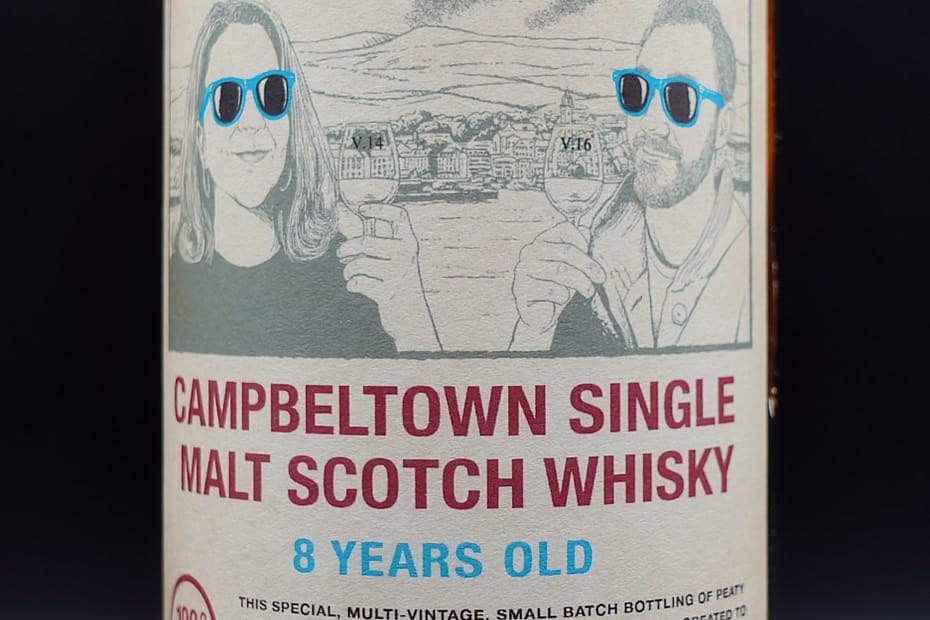 V.14
V.16
CAMPBELTOWN SINGLE
MALT SCOTCH WHISKY
8 YEARS OLD
THIS SPECIAL, MULTI-VINTAGE, SMALL BATCH BOTTLING OF PEATY
TO